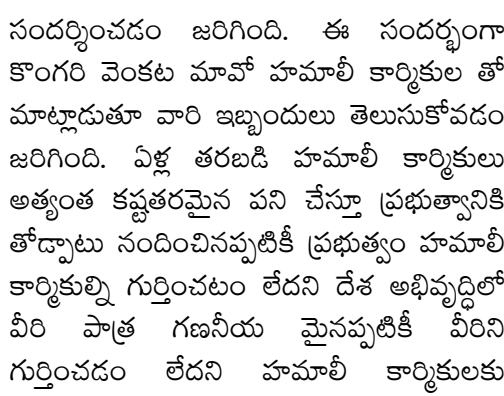 సందర్శించడం జరిగింది. ఈ సందర్భంగా
కొంగరి వెంకట మావో హమాలీ కార్మికుల తో
మాట్లాడుతూ వారి ఇబ్బందులు తెలుసుకోవడం
జరిగింది. ఏళ్ల తరబడి హమాలీ కార్మికులు
అత్యంత కష్టతరమైన పని చేస్తూ ప్రభుత్వానికి
తోడ్పాటు నందించినప్పటికీ ప్రభుత్వం హమాలీ
కార్మికుల్ని గుర్తించటం లేదని దేశ అభివృద్ధిలో
వీరి పాత్ర గణనీయ మైనప్పటికీ వీరిని
గుర్తించడం లేదని హమాలీ కార్మికులకు